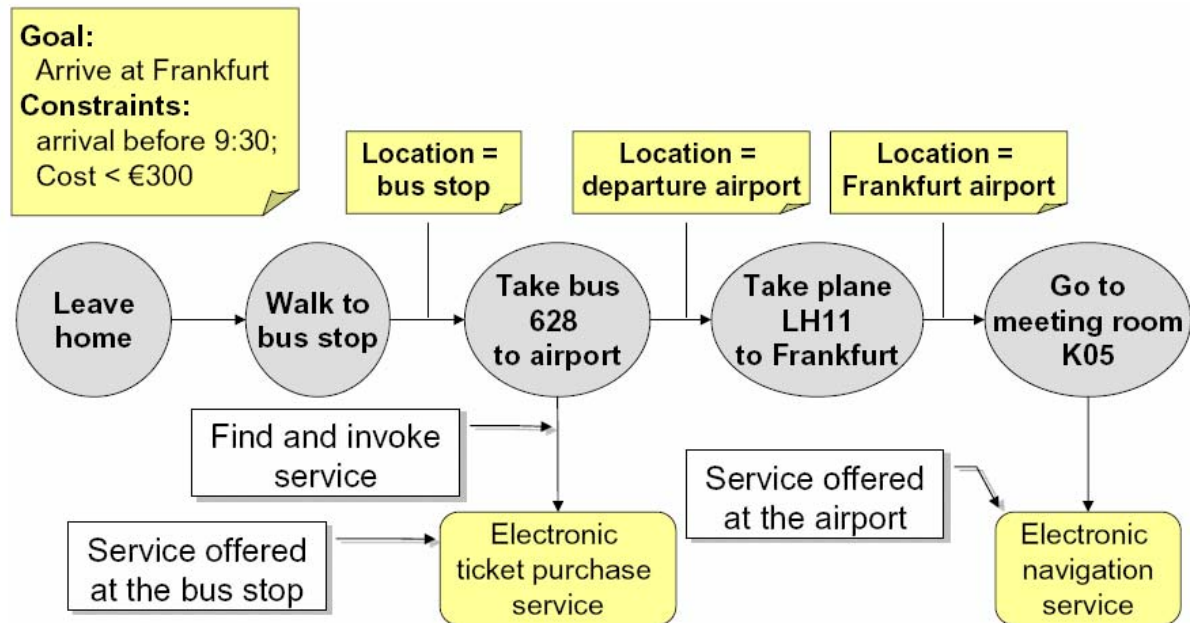 Goal:
Arrive at Frankfurt
Constraints:
arrival before 9:30;
Cost < €300
Location =
bus stop
Location =
departure airport
Location =
Frankfurt airport
Leave
home
Walk to
bus stop
Take bus
628
to airport
Take plane
LH11
to Frankfurt
Go to
meeting room
K05
Find and invoke
service
Service offered
at the airport
Service offered
at the bus stop
Electronic
ticket purchase
service
Electronic
navigation
service